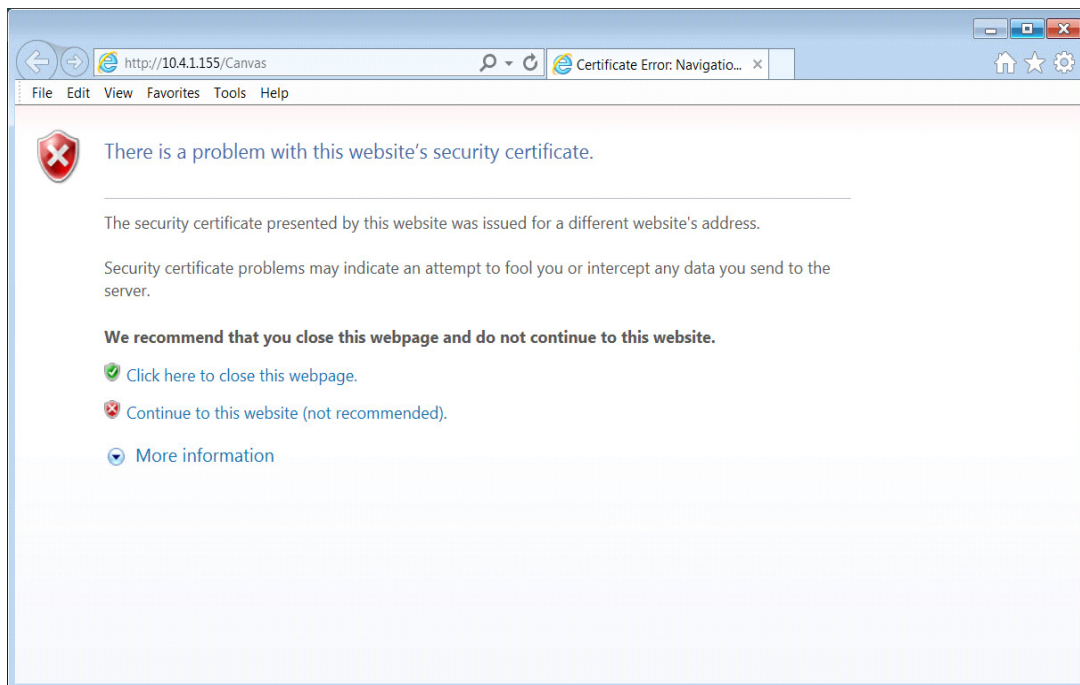 http://10.4.1.155/Canvas
Certificate Error: Navigatio...
File Edit View Favorites Tools Help
There is a problem with this website's security certificate.
The security certificate presented by this website was issued for a different website's address.
Security certificate problems may indicate an attempt to fool you or intercept any data you send to the
server.
We recommend that you close this webpage and do not continue to this website.
Click here to close this webpage.
Continue to this website (not recommended).
More information